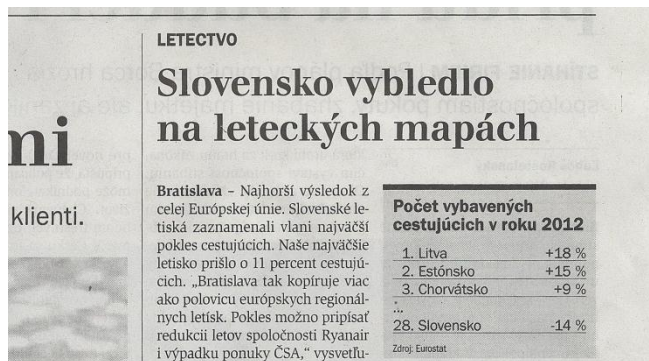 mi
klienti.
LETECTVO
Slovensko vybledlo
na leteckých mapách
Bratislava – Najhorší výsledok z
celej Európskej únie. Slovenské le-
tiská zaznamenali vlani najväčší
pokles cestujúcich. Naše najväčšie
letisko prišlo o 11 percent cestujú-
cich. „Bratislava tak kopíruje viac
ako polovicu európskych regionál-
nych letísk. Pokles možno pripísať
redukcii letov spoločnosti Ryanair
i výpadku ponuky ČSA,“ vysvetľu-
Počet vybavených
cestujúcich v roku 2012
1. Litva +18 %
2. Estónsko +15 %
3. Chorvátsko +9 %
...
28. Slovensko -14 %
Zdroj: Eurostat